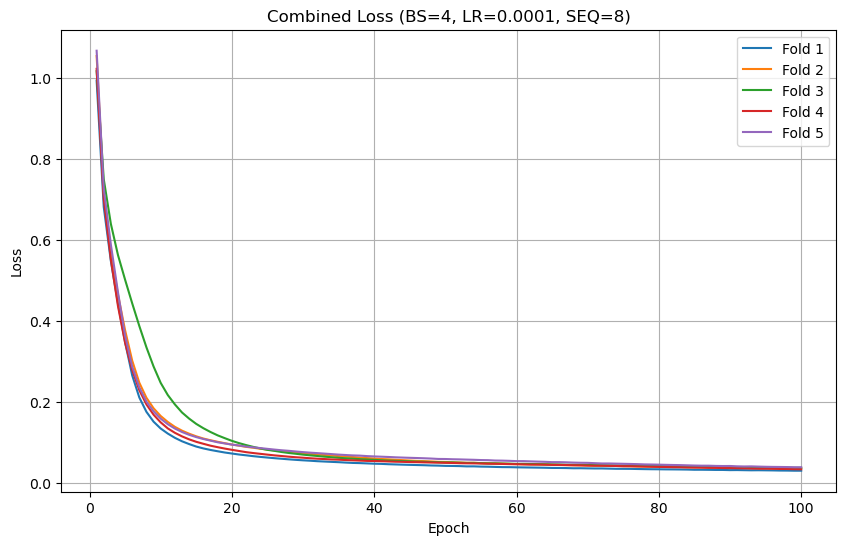 Combined Loss (BS=4, LR=0.0001, SEQ=8)
Fold 1
Fold 2
Fold 3
Fold 4
Fold 5
Loss
1.0
0.8
0.6
0.4
0.2
0.0
0
20
40
60
80
100
Epoch